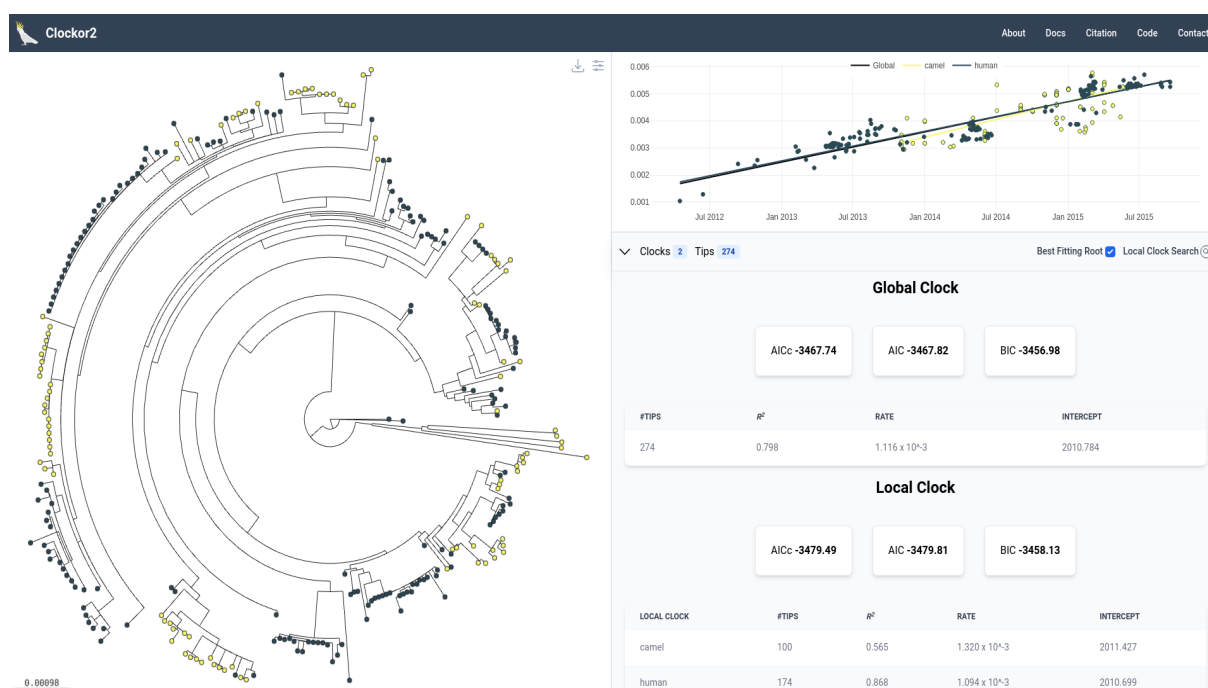 Clockor2
About Docs Citation Code Contact
0.00098
Global camel human
0.006
0.005
0.004
0.003
0.002
0.001
Jul 2012 Jan 2013 Jul 2013 Jan 2014 Jul 2014 Jan 2015 Jul 2015
Clocks 2 Tips 274 Best Fitting Root Local Clock Search
Global Clock
AICc -3467.74 AIC -3467.82 BIC -3456.98
#TIPS R² RATE INTERCEPT
274 0.798 1.116 x 10^-3 2010.784
Local Clock
AICc -3479.49 AIC -3479.81 BIC -3458.13
LOCAL CLOCK #TIPS R² RATE INTERCEPT
camel 100 0.565 1.320 x 10^-3 2011.427
human 174 0.868 1.094 x 10^-3 2010.699